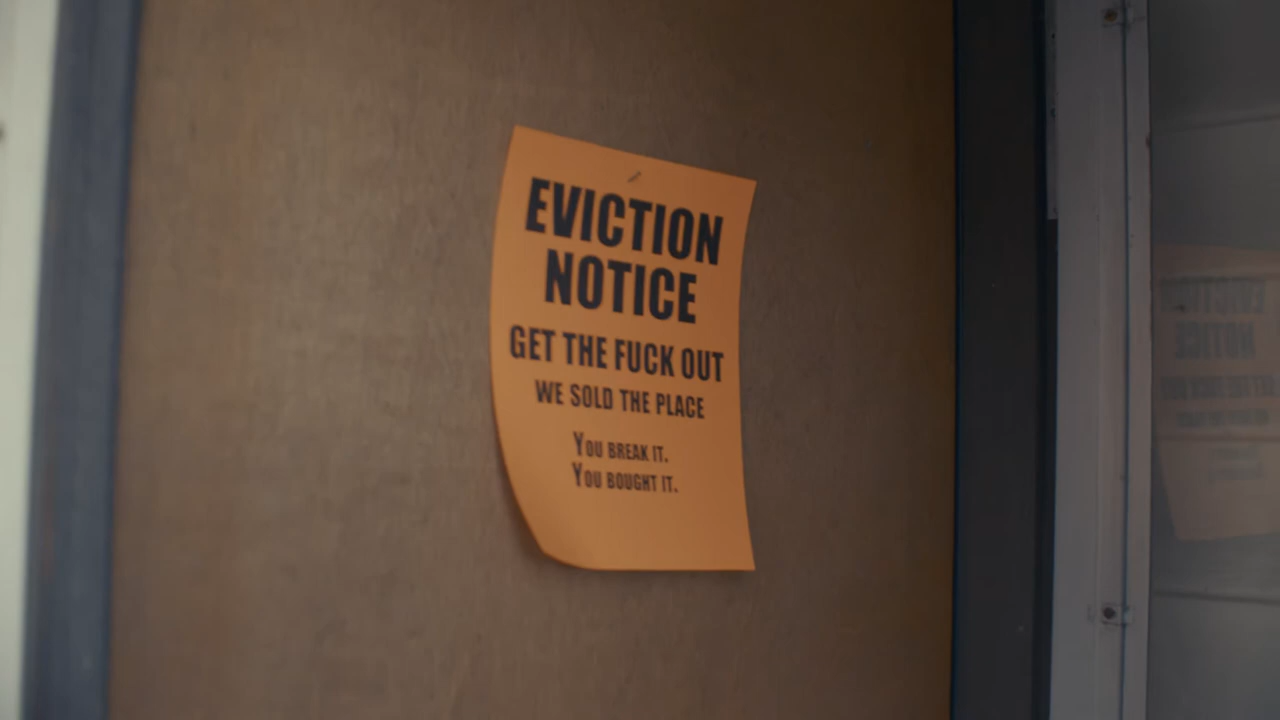 EVICTION
NOTICE
GET THE FUCK OUT
WE SOLD THE PLACE
YOU BREAK IT.
YOU BOUGHT IT.